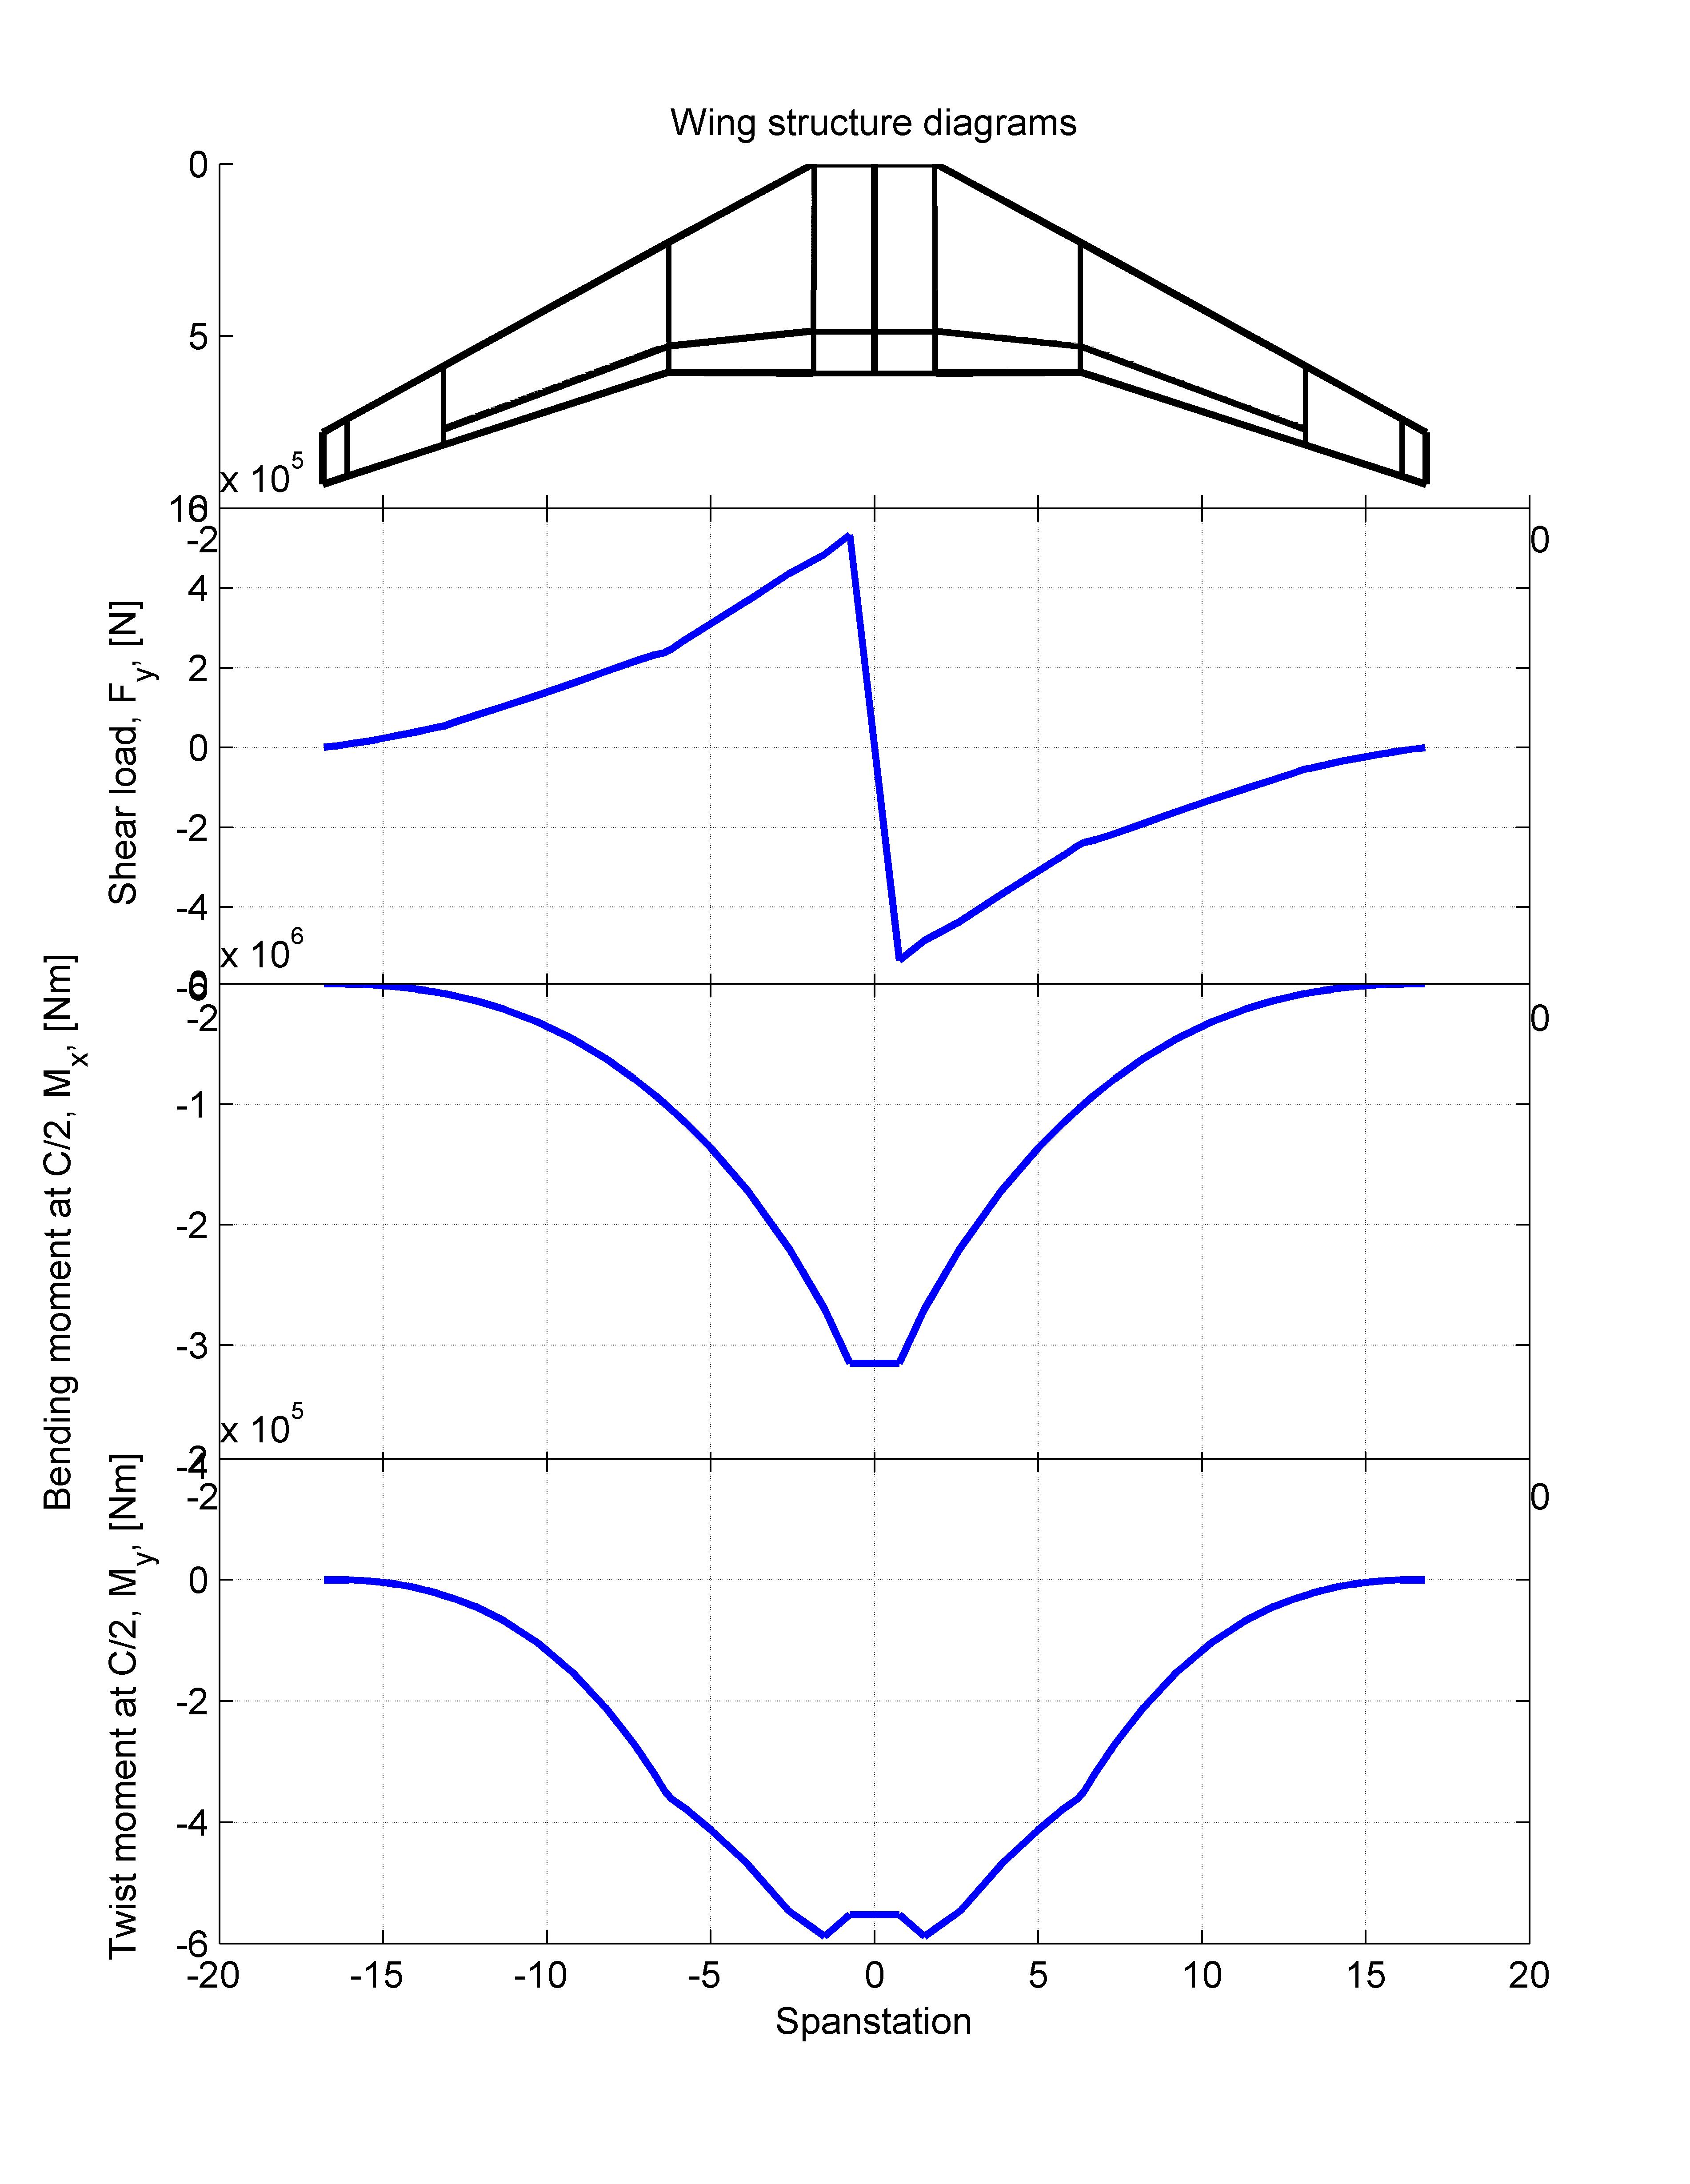 Wing structure diagrams
0
5
10
x 10^5
6
-2
0
4
2
0
-2
-4
-6
Shear load, F_y, [N]
x 10^6
0
-2
0
-1
-2
-3
-4
Bending moment at C/2, M_x, [Nm]
x 10^5
2
-2
0
0
-2
-4
-6
Twist moment at C/2, M_y, [Nm]
-20 -15 -10 -5 0 5 10 15 20
Spanstation